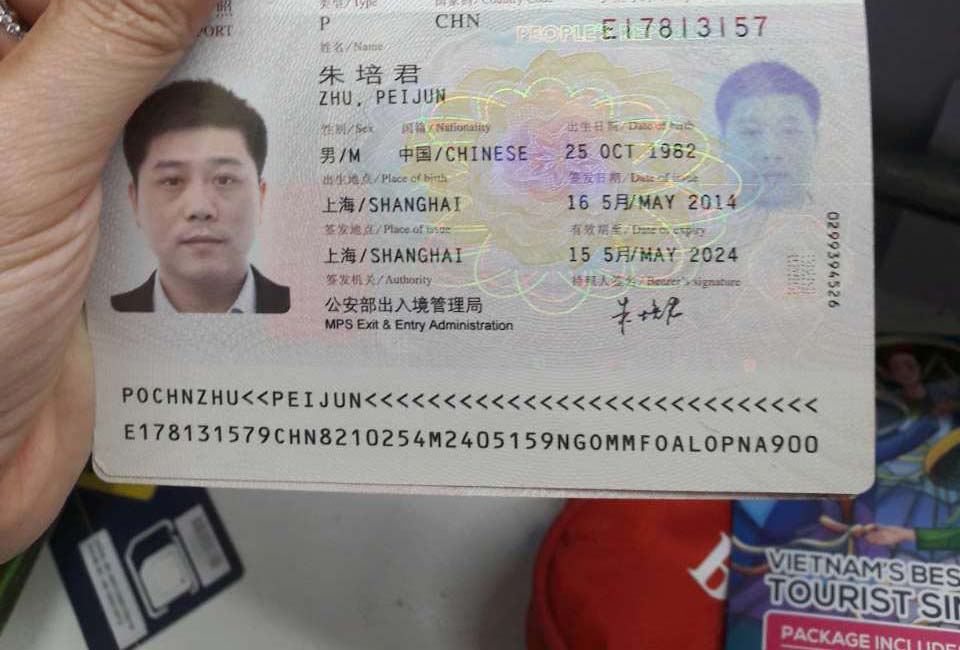 照
类型/Type
P
CHN
PORT
PEOPLE'S RE
E17813157
姓名/Name
朱培君
ZHU, PEIJUN
性别/Sex 国籍/Nationality 出生日期/Date of birth
男/M 中国/CHINESE 25 OCT 1982
出生地点/Place of birth 签发日期/Date of issue
上海/SHANGHAI 16 5月/MAY 2014
签发地点/Place of issue 有效期至/Date of expiry
上海/SHANGHAI 15 5月/MAY 2024
签发机关/Authority 持照人签名/Bearer's signature
公安部出入境管理局 朱培君
MPS Exit & Entry Administration
029394526
POCHNZHU<<PEIJUN<<<<<<<<<<<<<<<<<<<<<<<<<<<<
E178131579CHN8210254M2405159NGOMMFOALOPNA900
VIETNAM'S BES
TOURIST SI
PACKAGE INCLUDE